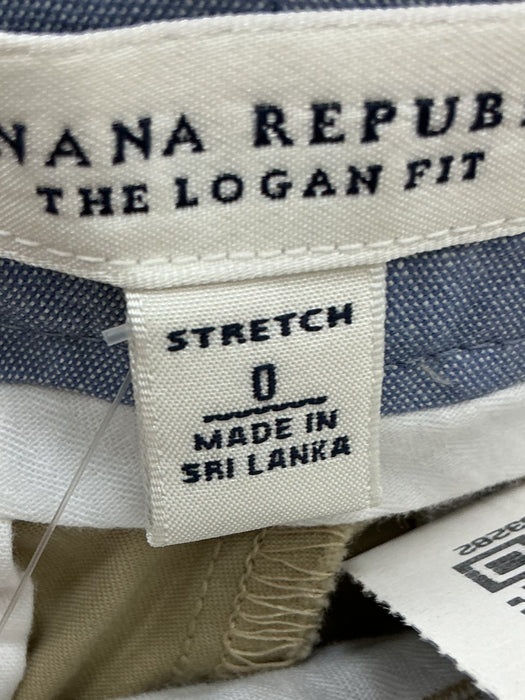 NANA REPUB
THE LOGAN FIT
STRETCH
0
MADE IN
SRI LANKA